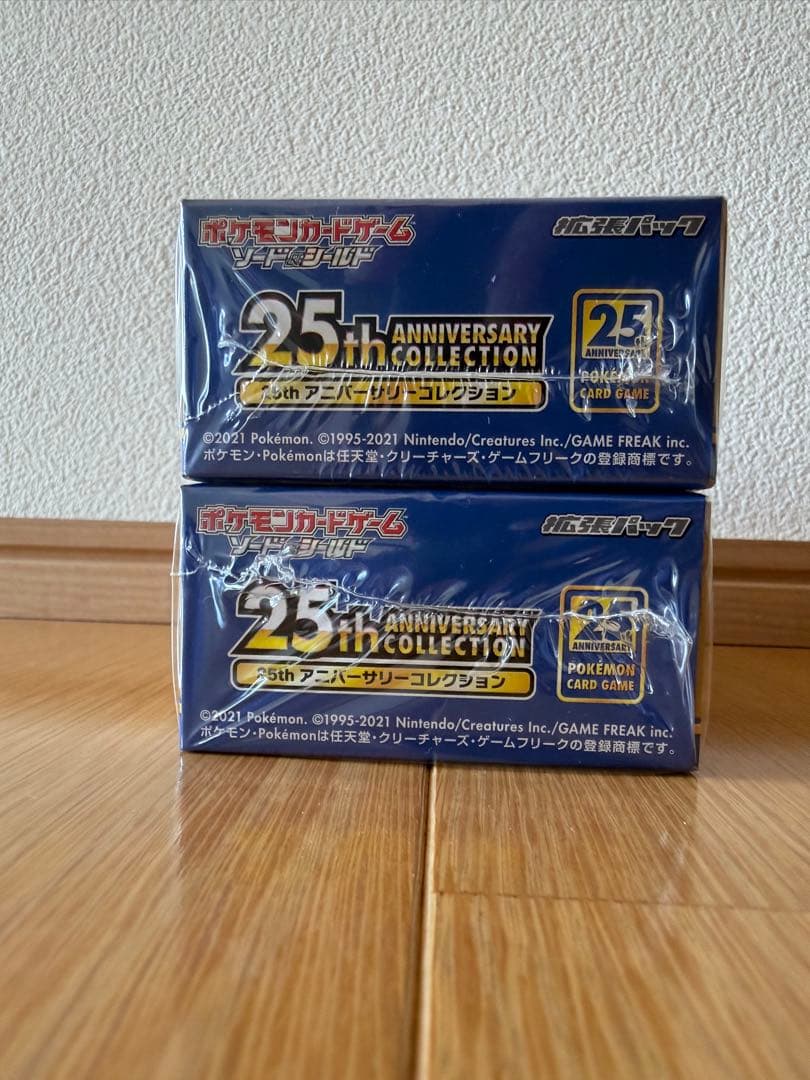 ポケモンカードゲーム
ソード&シールド
拡張パック
25th ANNIVERSARY
COLLECTION
25th アニバーサリーコレクション
25
ANNIVERSARY
POKÉMON
CARD GAME
©2021 Pokémon. ©1995-2021 Nintendo/Creatures Inc./GAME FREAK inc.
ポケモン・Pokémonは任天堂・クリーチャーズ・ゲームフリークの登録商標です。
ポケモンカードゲーム
ソード&シールド
拡張パック
25th ANNIVERSARY
COLLECTION
25th アニバーサリーコレクション
25
ANNIVERSARY
POKÉMON
CARD GAME
©2021 Pokémon. ©1995-2021 Nintendo/Creatures Inc./GAME FREAK inc.
ポケモン・Pokémonは任天堂・クリーチャーズ・ゲームフリークの登録商標です。